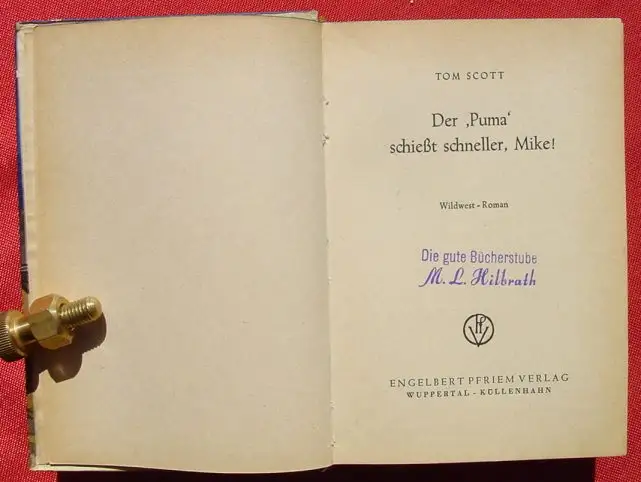 TOM SCOTT
Der ‚Puma‘
schießt schneller, Mike!
Wildwest-Roman
Die gute Bücherstube
M. L. Hilbrath
ENGELBERT PFRIEM VERLAG
WUPPERTAL-KÜLLENHAHN